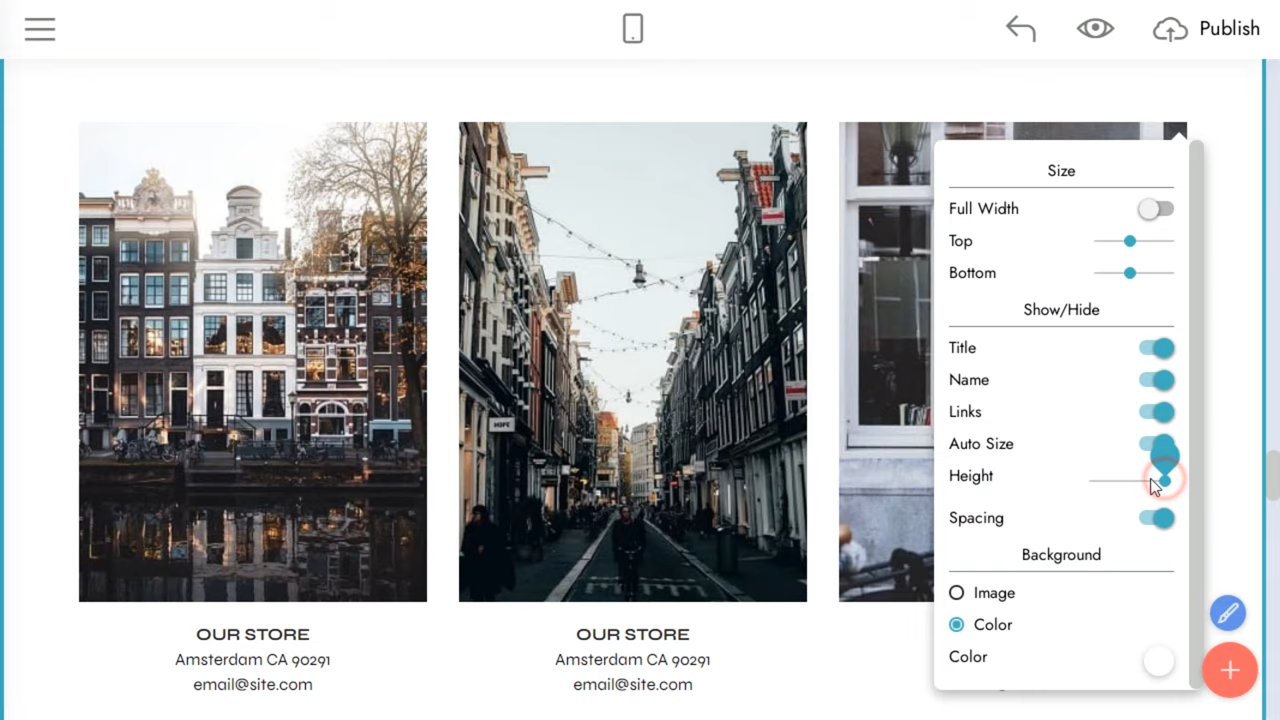 Publish
Size
Full Width
Top
Bottom
Show/Hide
Title
Name
Links
Auto Size
Height
Spacing
Background
Image
Color
Color
HOPE
OUR STORE
Amsterdam CA 90291
email@site.com
OUR STORE
Amsterdam CA 90291
email@site.com